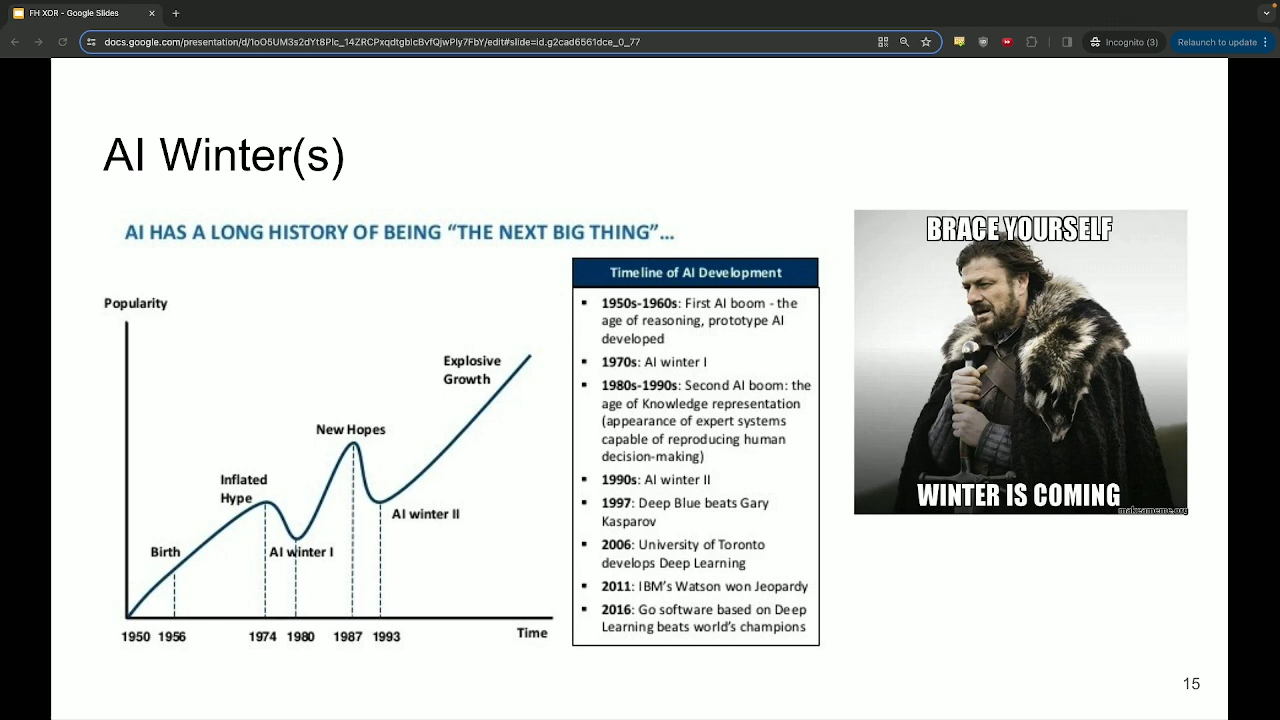 FH XOR - Google Slides
docs.google.com/presentation/d/1oO5UM3s2dYt8Plc_14ZRCPxqdtgblcBvfQjwPly7FbY/edit#slide=id.g2cad6561dce_0_77
Incognito (3)
Relaunch to update
AI Winter(s)
AI HAS A LONG HISTORY OF BEING “THE NEXT BIG THING”...
Popularity
Explosive
Growth
New Hopes
Inflated
Hype
AI winter II
Birth
AI winter I
1950 1956 1974 1980 1987 1993
Time
Timeline of AI Development
▪ 1950s-1960s: First AI boom - the
age of reasoning, prototype AI
developed
▪ 1970s: AI winter I
▪ 1980s-1990s: Second AI boom: the
age of Knowledge representation
(appearance of expert systems
capable of reproducing human
decision-making)
▪ 1990s: AI winter II
▪ 1997: Deep Blue beats Gary
Kasparov
▪ 2006: University of Toronto
develops Deep Learning
▪ 2011: IBM's Watson won Jeopardy
▪ 2016: Go software based on Deep
Learning beats world's champions
BRACE YOURSELF
WINTER IS COMING
makeameme.org
15